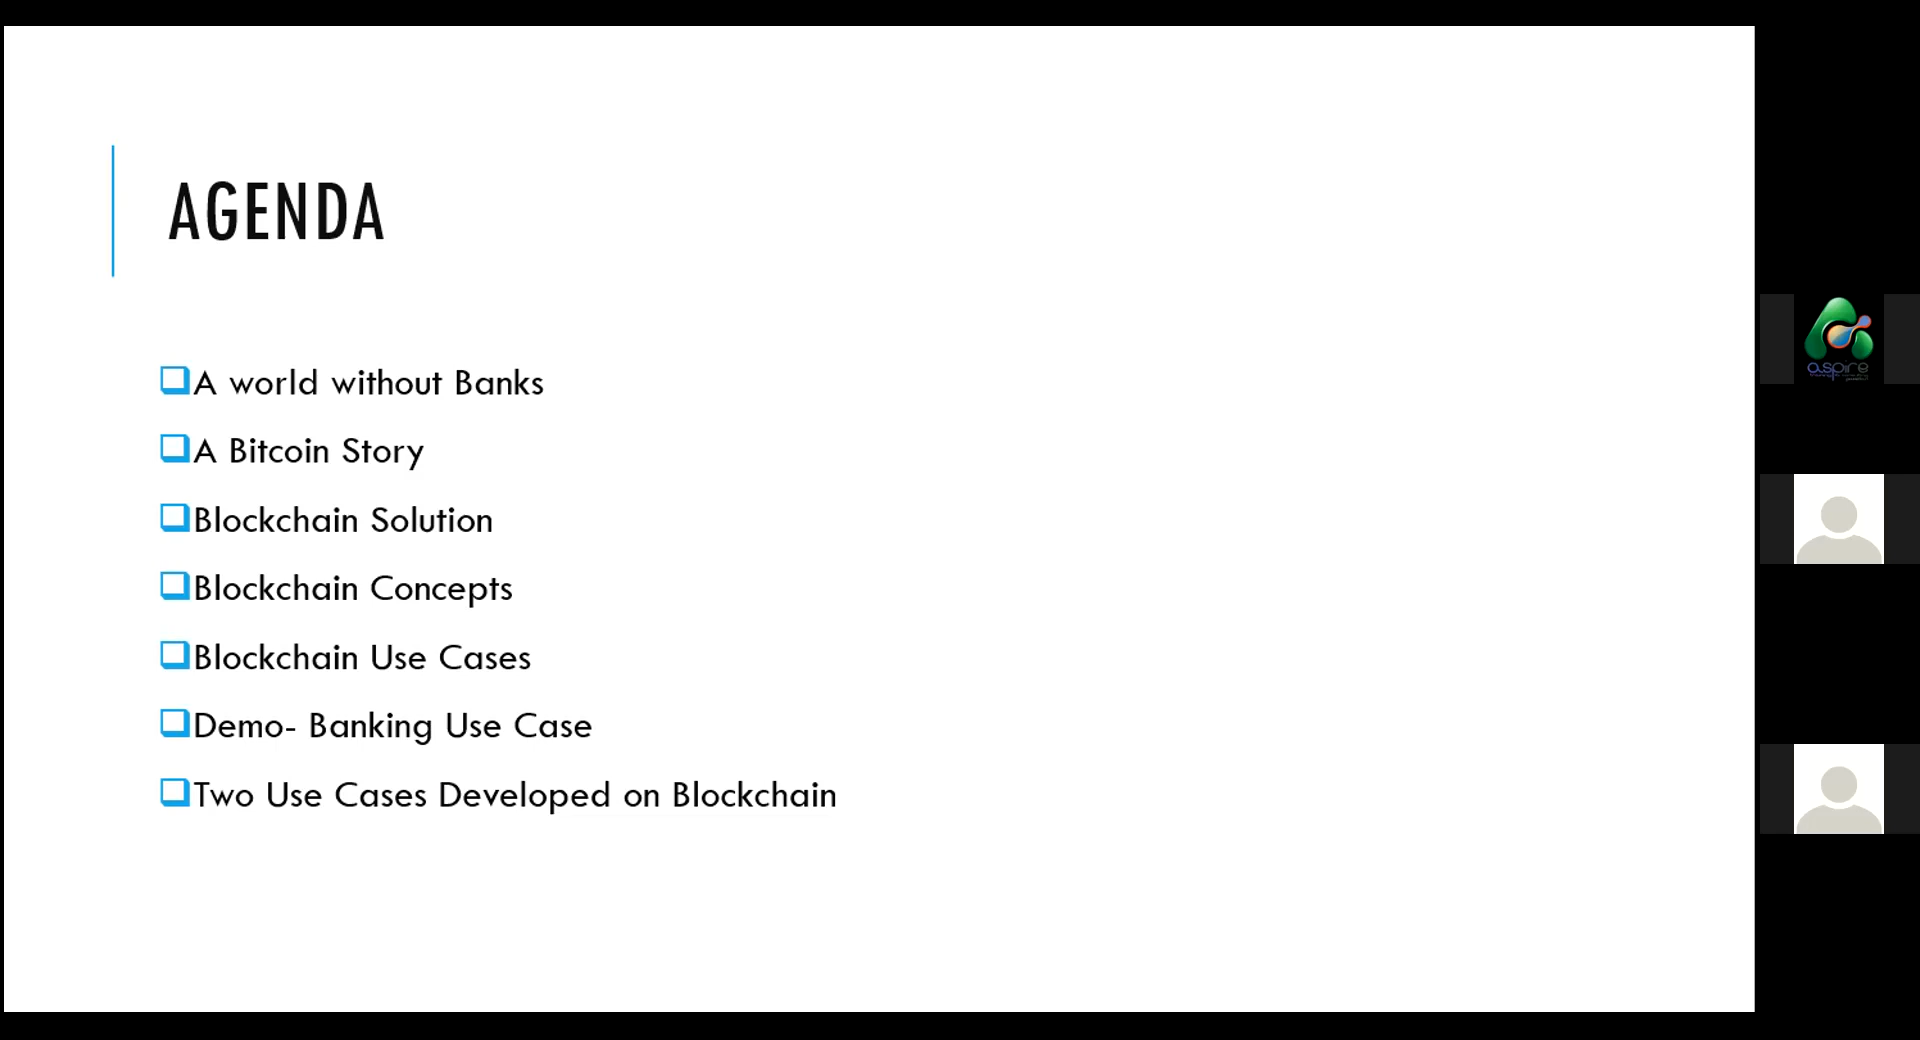 AGENDA
A world without Banks
A Bitcoin Story
Blockchain Solution
Blockchain Concepts
Blockchain Use Cases
Demo- Banking Use Case
Two Use Cases Developed on Blockchain
aspire